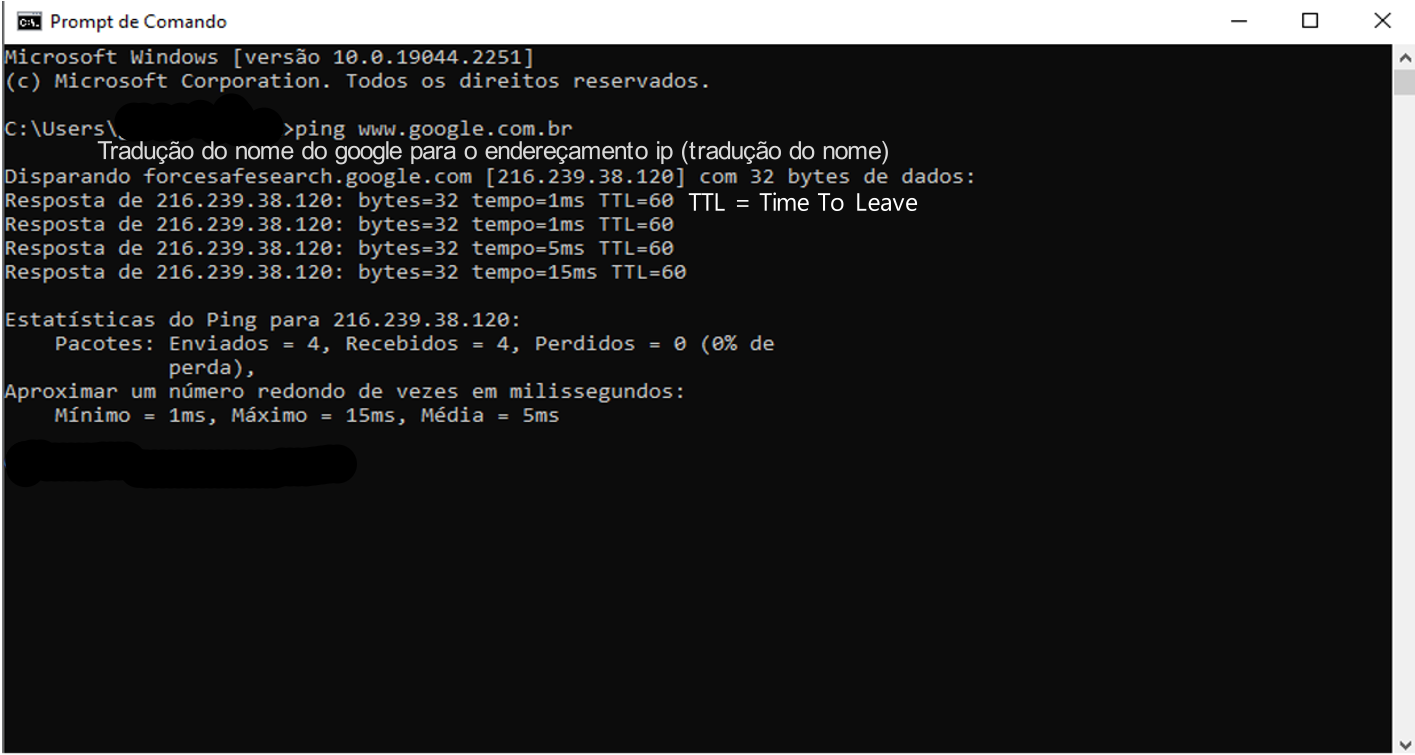 Prompt de Comando
Microsoft Windows [versão 10.0.19044.2251]
(c) Microsoft Corporation. Todos os direitos reservados.
C:\Users\ >ping www.google.com.br
Tradução do nome do google para o endereçamento ip (tradução do nome)
Disparando forcesafesearch.google.com [216.239.38.120] com 32 bytes de dados:
Resposta de 216.239.38.120: bytes=32 tempo=1ms TTL=60 TTL = Time To Leave
Resposta de 216.239.38.120: bytes=32 tempo=1ms TTL=60
Resposta de 216.239.38.120: bytes=32 tempo=5ms TTL=60
Resposta de 216.239.38.120: bytes=32 tempo=15ms TTL=60
Estatísticas do Ping para 216.239.38.120:
Pacotes: Enviados = 4, Recebidos = 4, Perdidos = 0 (0% de
perda),
Aproximar um número redondo de vezes em milissegundos:
Mínimo = 1ms, Máximo = 15ms, Média = 5ms